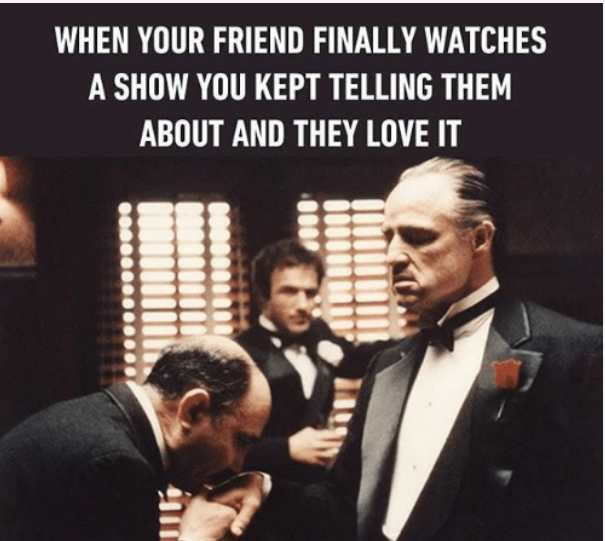 WHEN YOUR FRIEND FINALLY WATCHES
A SHOW YOU KEPT TELLING THEM
ABOUT AND THEY LOVE IT